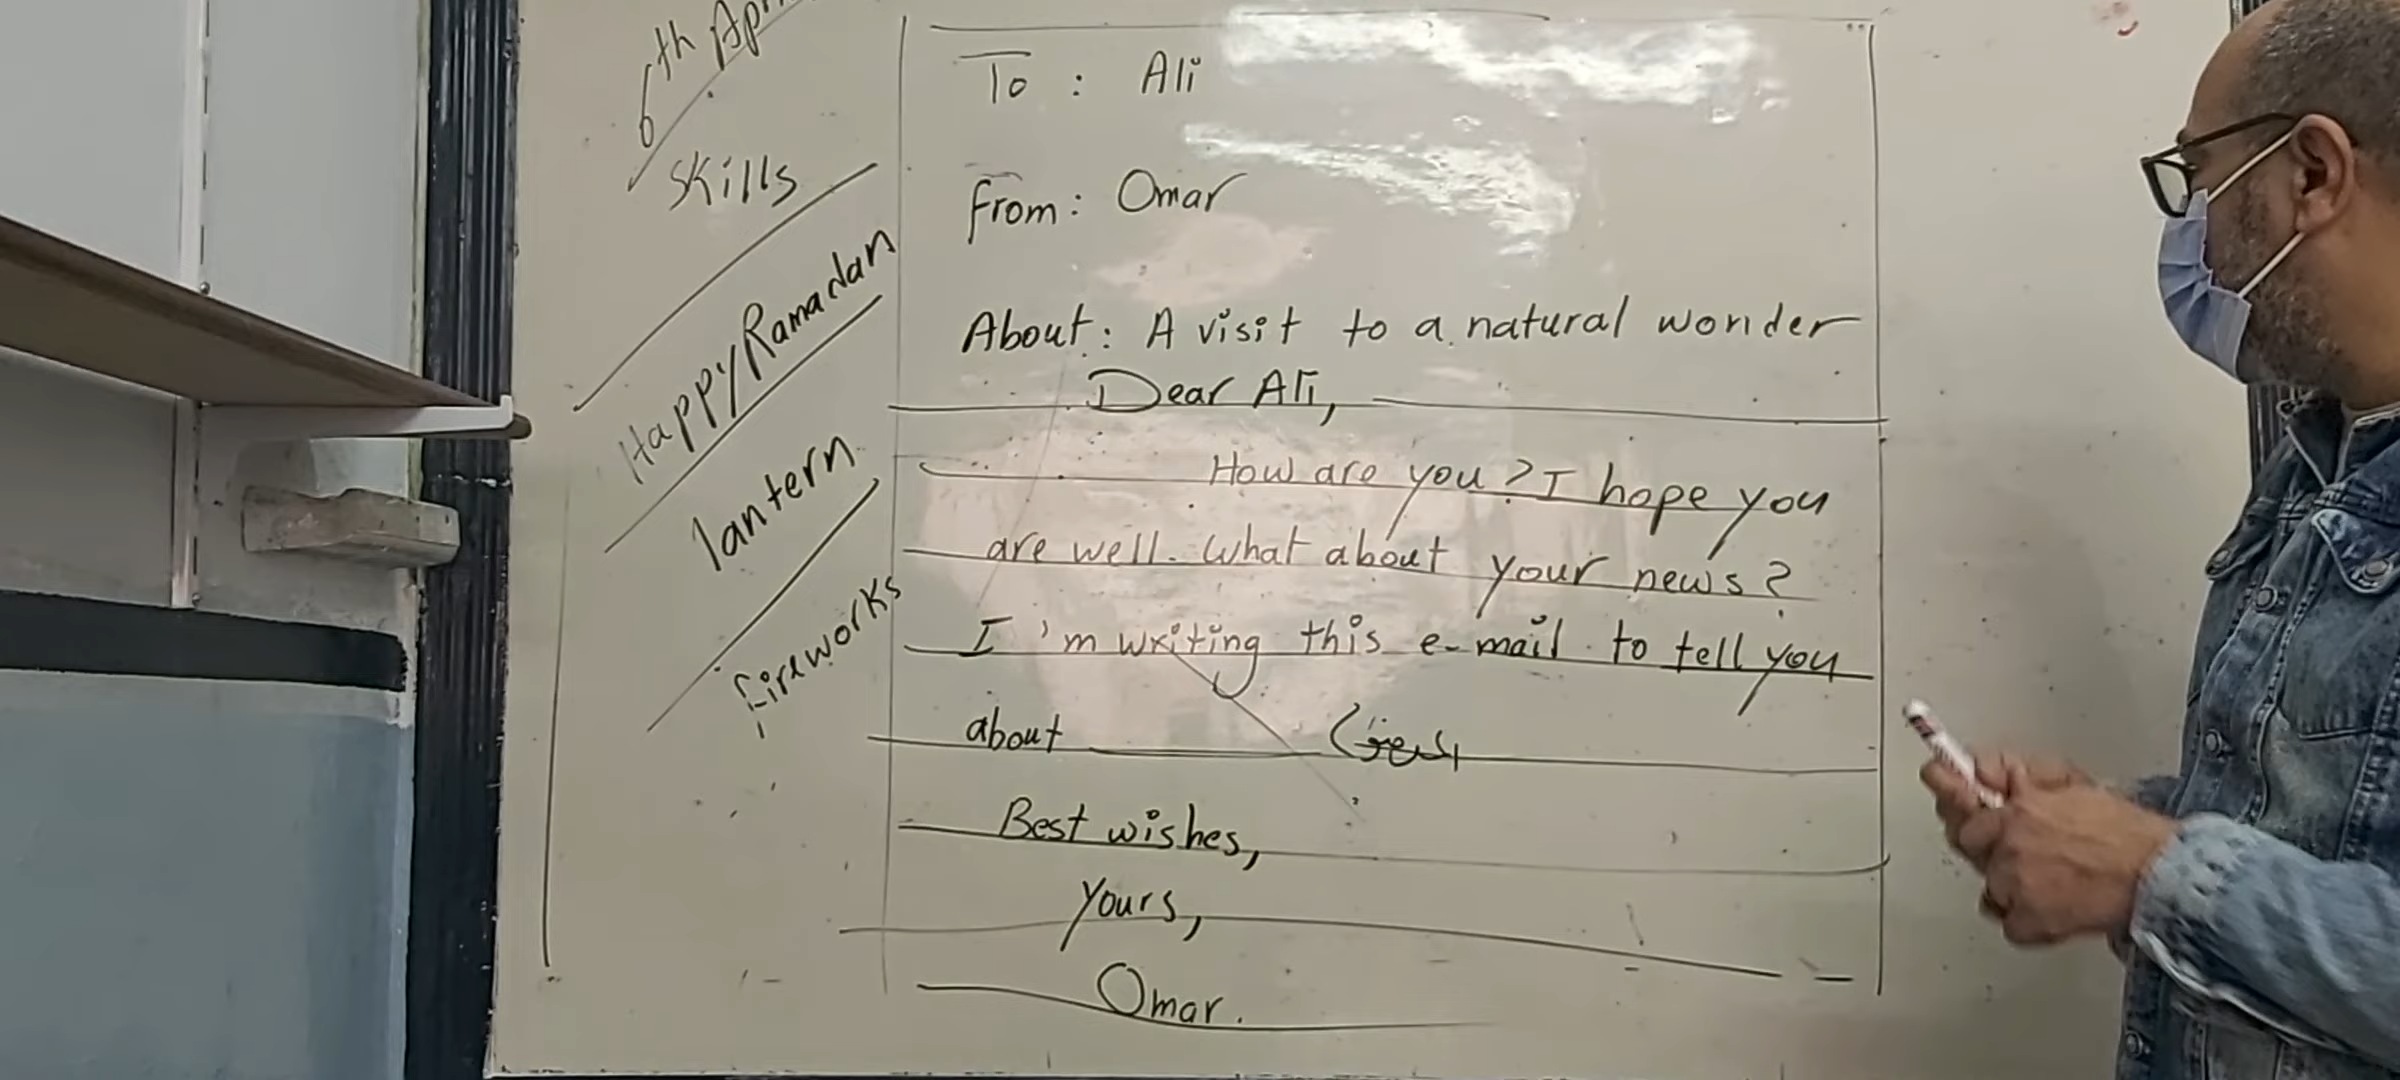 6th April
Skills
Happy Ramadan
lantern
fireworks
To : Ali
From : Omar
About : A visit to a natural wonder
Dear Ali,
How are you? I hope you
are well. What about your news?
I'm writing this e-mail to tell you
about
Best wishes,
Yours,
Omar.